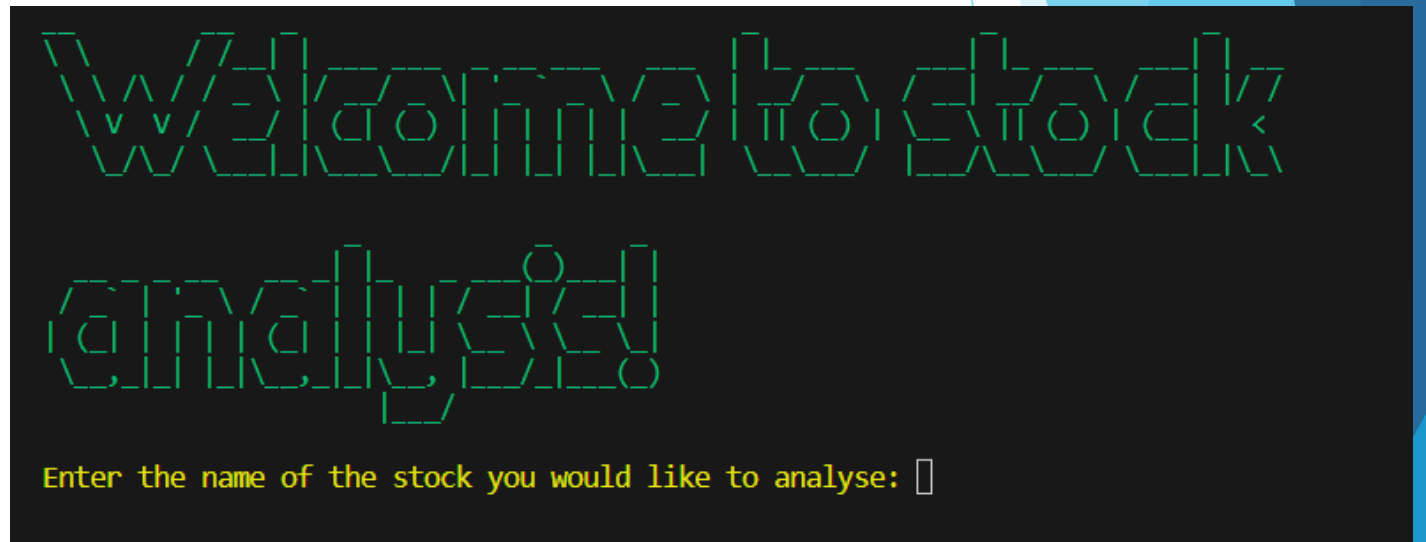 Welcome to stock
analysis!
Enter the name of the stock you would like to analyse: